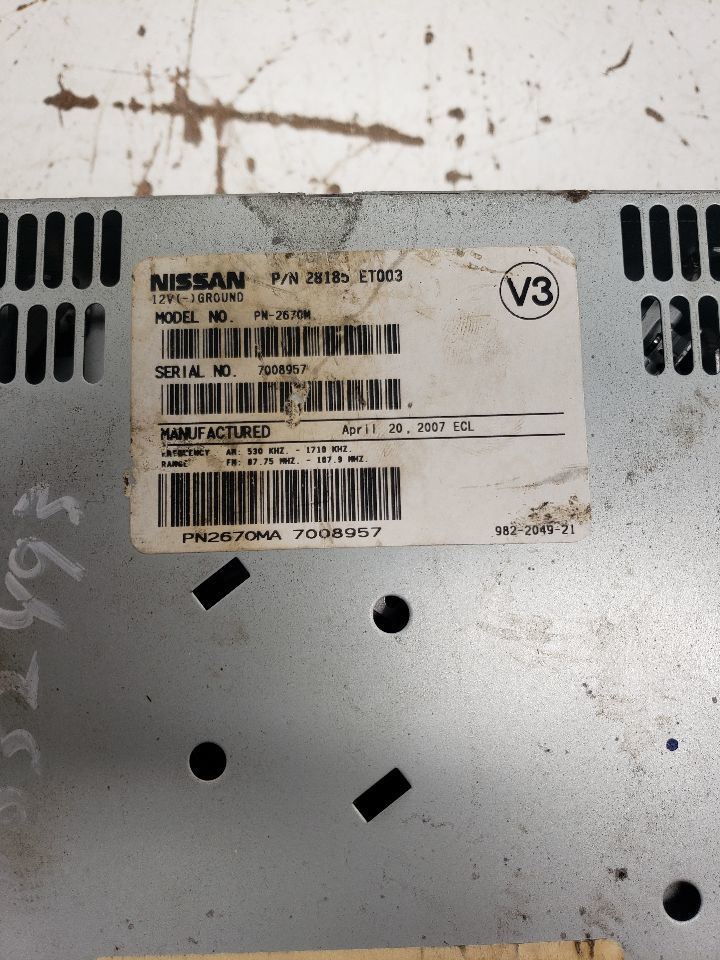 NISSAN P/N 28185 ET003
12V(-)GROUND
V3
MODEL NO. PN-2670M
SERIAL NO. 7008957
MANUFACTURED April 20, 2007 ECL
FREQUENCY AM: 530 KHZ. - 1710 KHZ.
RANGE FM: 87.75 MHZ. - 107.9 MHZ.
PN2670MA 7008957
982-2049-21